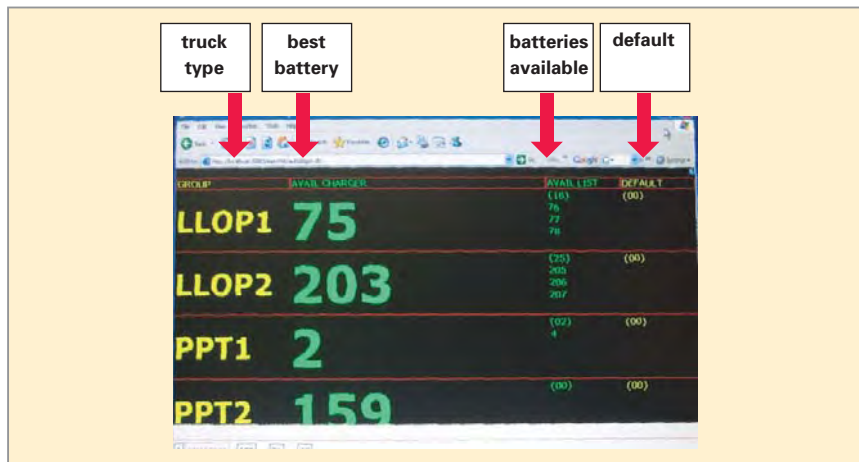 truck type
best battery
batteries available
default
Google
GROUP AVAIL CHARGER AVAIL LIST DEFAULT
LLOP1 75 (16) (00)
76
77
78
LLOP2 203 (25) (00)
205
206
207
PPT1 2 (02) (00)
4
PPT2 159 (00) (00)